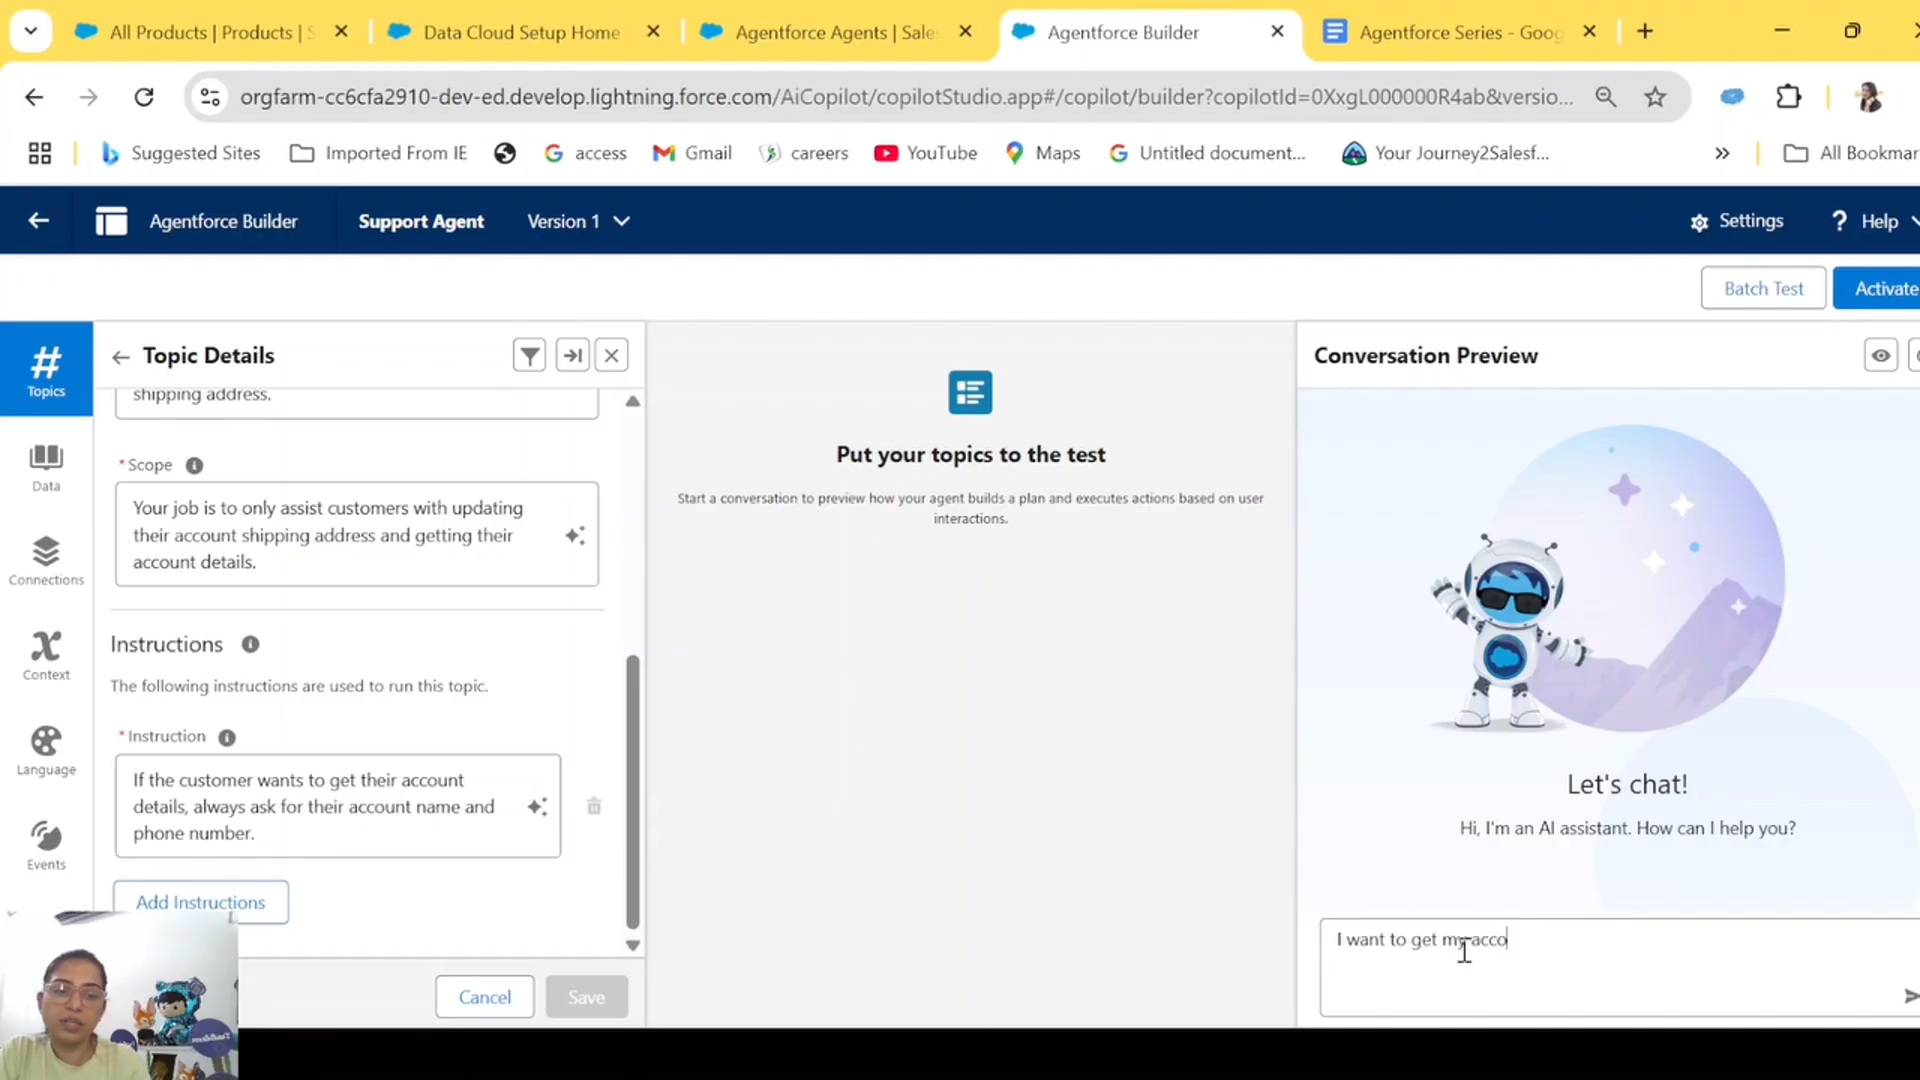 All Products | Products | S
Data Cloud Setup Home
Agentforce Agents | Sale
Agentforce Builder
Agentforce Series - Goog
orgfarm-cc6cfa2910-dev-ed.develop.lightning.force.com/AiCopilot/copilotStudio.app#/copilot/builder?copilotId=0XxgL000000R4ab&versio...
Suggested Sites
Imported From IE
access
Gmail
careers
YouTube
Maps
Untitled document...
Your Journey2Salesf...
All Bookmar
Agentforce Builder
Support Agent
Version 1
Settings
Help
Batch Test
Activate
Topics
Data
Connections
Context
Language
Events
Topic Details
shipping address.
*Scope
Your job is to only assist customers with updating
their account shipping address and getting their
account details.
Instructions
The following instructions are used to run this topic.
*Instruction
If the customer wants to get their account
details, always ask for their account name and
phone number.
Add Instructions
Cancel
Save
Put your topics to the test
Start a conversation to preview how your agent builds a plan and executes actions based on user
interactions.
Conversation Preview
Let's chat!
Hi, I'm an AI assistant. How can I help you?
I want to get my acco